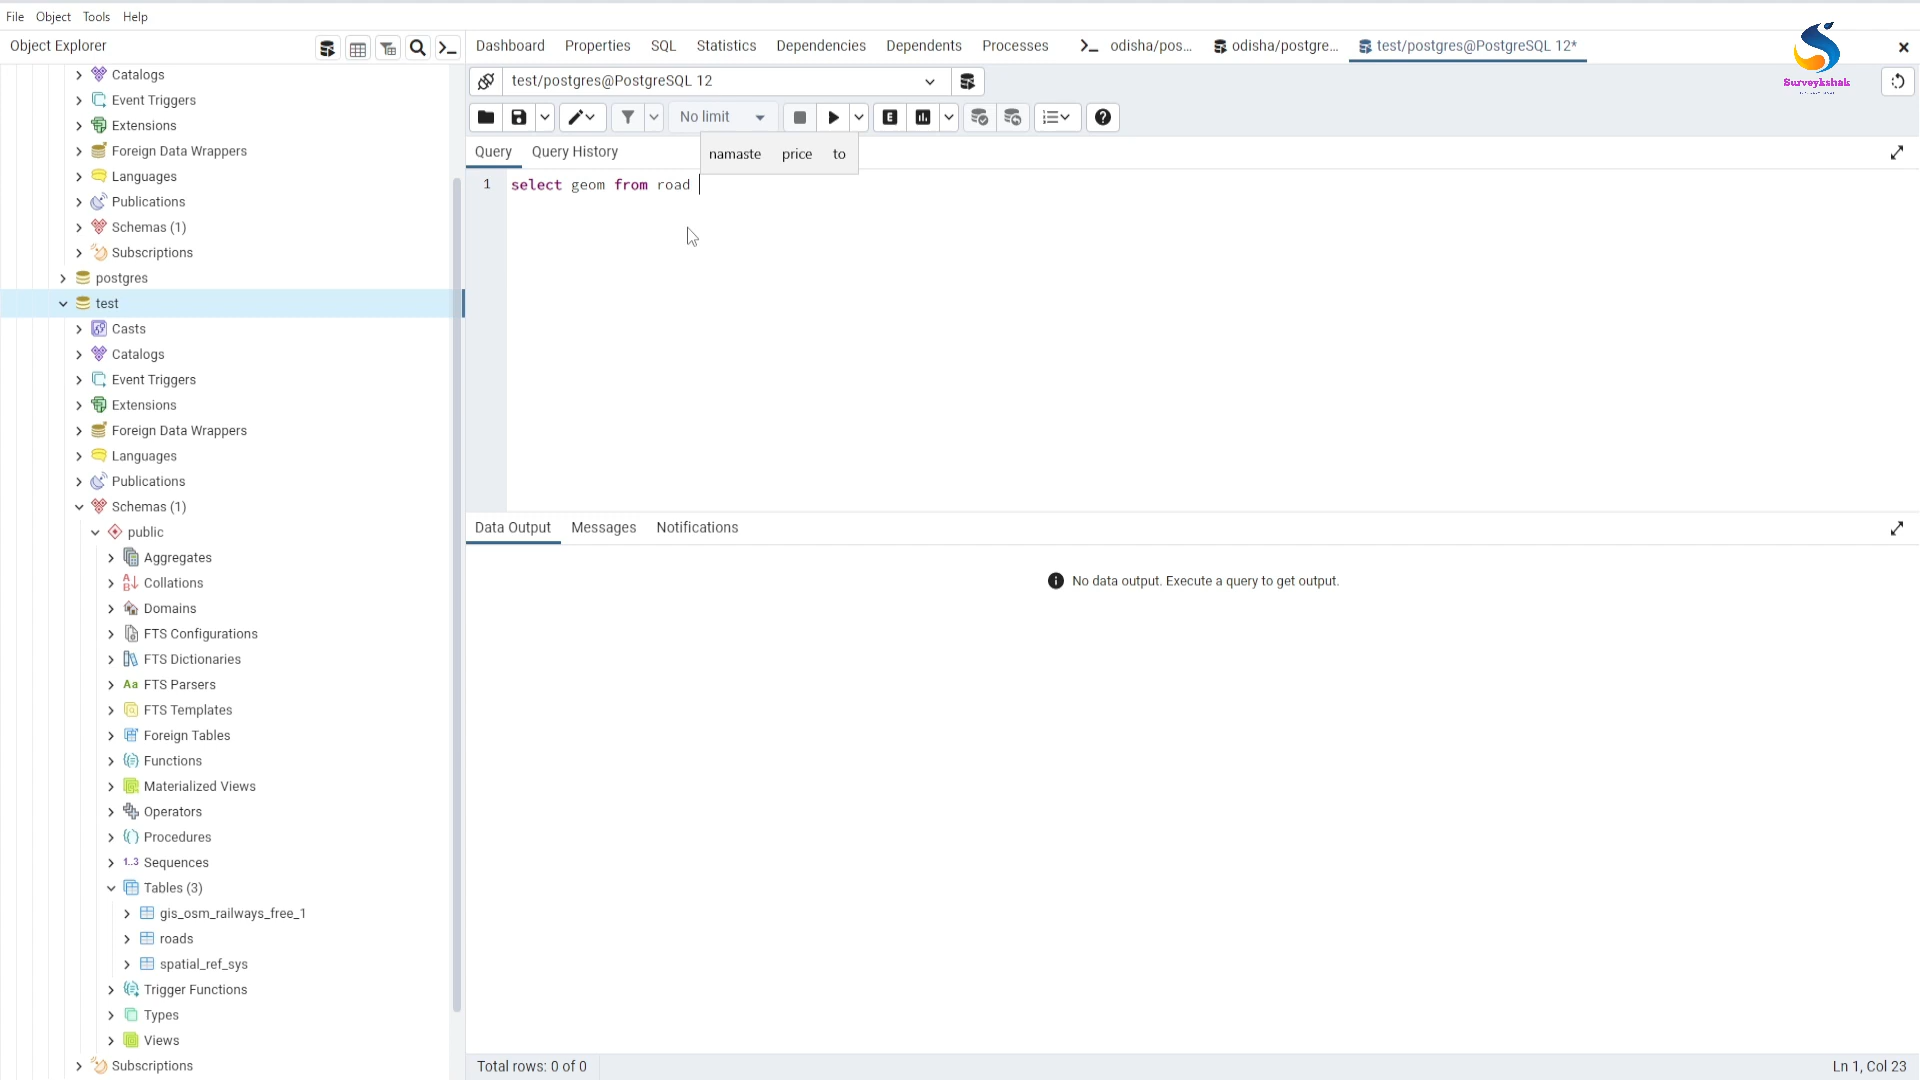 File Object Tools Help
Object Explorer
Dashboard Properties SQL Statistics Dependencies Dependents Processes odisha/pos... odisha/postgre... test/postgres@PostgreSQL 12*
Surveykshak
test/postgres@PostgreSQL 12
No limit
E
Query Query History
namaste price to
1 select geom from road
Catalogs
Event Triggers
Extensions
Foreign Data Wrappers
Languages
Publications
Schemas (1)
Subscriptions
postgres
test
Casts
Catalogs
Event Triggers
Extensions
Foreign Data Wrappers
Languages
Publications
Schemas (1)
public
Aggregates
Collations
Domains
FTS Configurations
FTS Dictionaries
Aa FTS Parsers
FTS Templates
Foreign Tables
Functions
Materialized Views
Operators
Procedures
1..3 Sequences
Tables (3)
gis_osm_railways_free_1
roads
spatial_ref_sys
Trigger Functions
Types
Views
Subscriptions
Data Output Messages Notifications
No data output. Execute a query to get output.
Total rows: 0 of 0
Ln 1, Col 23